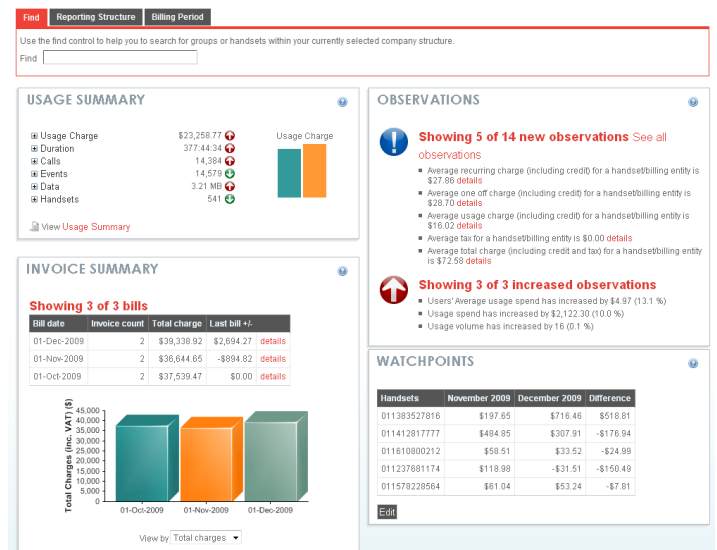 Find Reporting Structure Billing Period
Use the find control to help you to search for groups or handsets within your currently selected company structure.
Find
USAGE SUMMARY
Usage Charge $23,258.77
Duration 377:44:34
Calls 14,384
Events 14,579
Data 3.21 MB
Handsets 541
Usage Charge
View Usage Summary
INVOICE SUMMARY
Showing 3 of 3 bills
Bill date Invoice count Total charge Last bill +/-
01-Dec-2009 2 $39,338.92 $2,694.27 details
01-Nov-2009 2 $36,644.65 -$894.82 details
01-Oct-2009 2 $37,539.47 $0.00 details
Total Charges (inc. VAT) ($)
45,000
40,000
35,000
30,000
25,000
20,000
15,000
10,000
5,000
0
01-Oct-2009 01-Nov-2009 01-Dec-2009
View by Total charges
OBSERVATIONS
Showing 5 of 14 new observations See all
observations
Average recurring charge (including credit) for a handset/billing entity is
$27.86 details
Average one off charge (including credit) for a handset/billing entity is
$28.70 details
Average usage charge (including credit) for a handset/billing entity is
$16.02 details
Average tax for a handset/billing entity is $0.00 details
Average total charge (including credit and tax) for a handset/billing entity
is $72.58 details
Showing 3 of 3 increased observations
Users' Average usage spend has increased by $4.97 (13.1 %)
Usage spend has increased by $2,122.30 (10.0 %)
Usage volume has increased by 16 (0.1 %)
WATCHPOINTS
Handsets November 2009 December 2009 Difference
011383527816 $197.65 $716.46 $518.81
011412817777 $484.85 $307.91 -$176.94
011610800212 $58.51 $33.52 -$24.99
011237681174 $118.98 -$31.51 -$150.49
011578228564 $61.04 $53.24 -$7.81
Edit